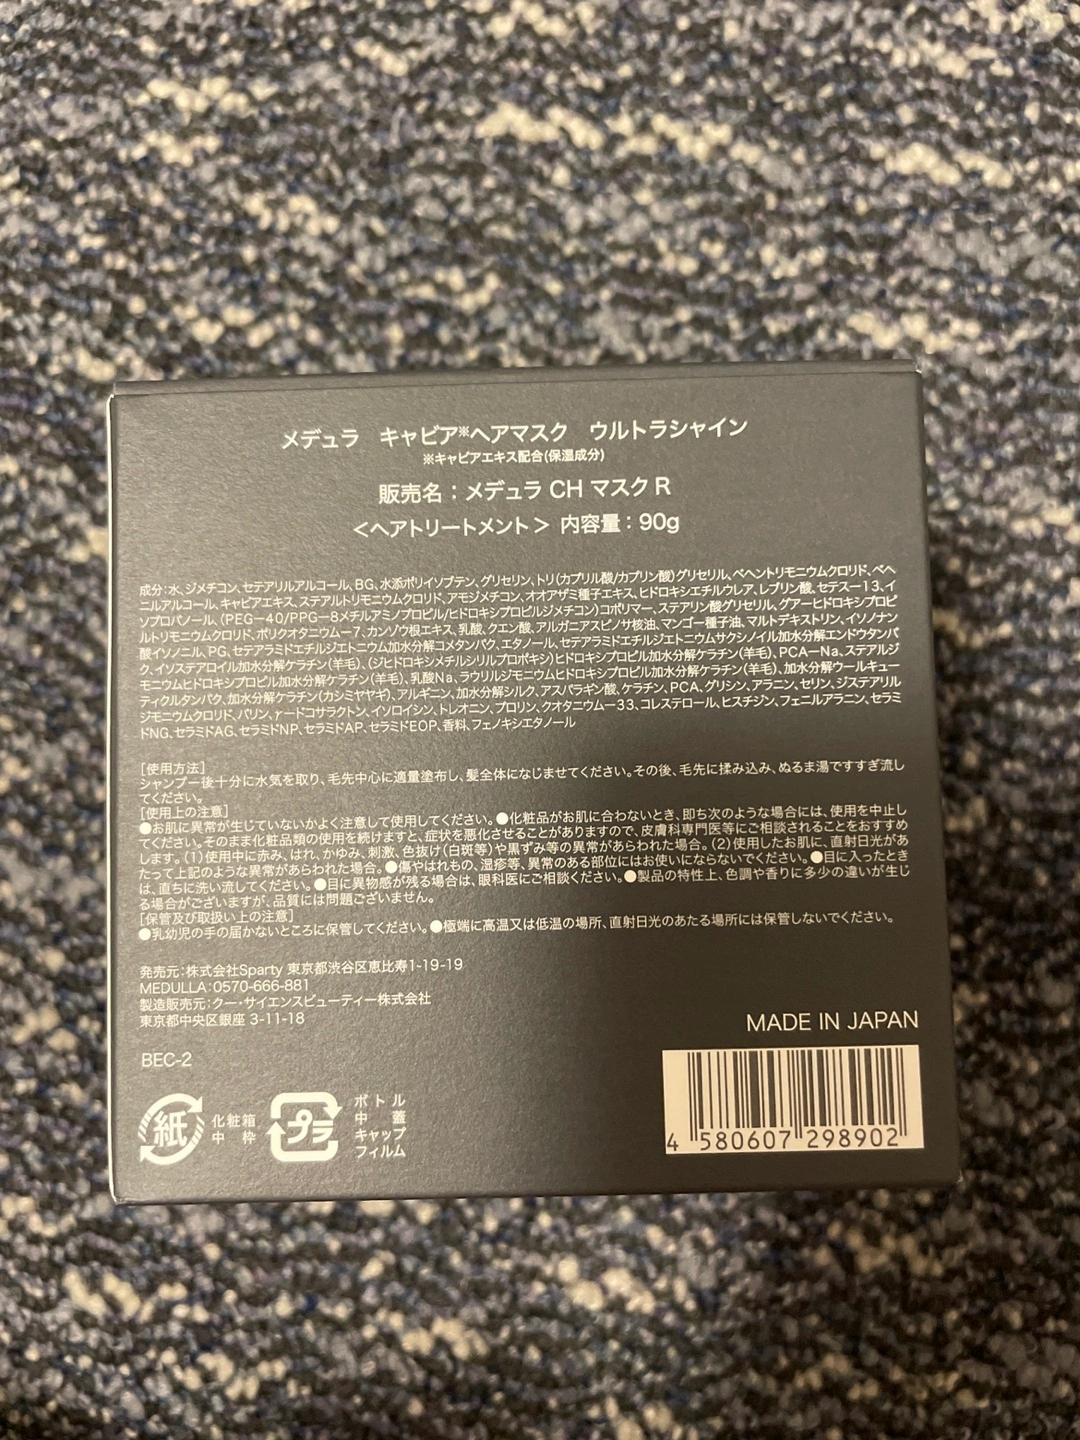 メデュラ　キャビア※ヘアマスク　ウルトラシャイン
※キャビアエキス配合(保湿成分)
販売名：メデュラ CH マスク R
＜ヘアトリートメント＞ 内容量：90g
成分：水、ジメチコン、セテアリルアルコール、BG、水添ポリイソブテン、グリセリン、トリ(カプリル酸/カプリン酸)グリセリル、ベヘントリモニウムクロリド、ベヘ
ニルアルコール、キャビアエキス、ステアルトリモニウムクロリド、アモジメチコン、オオアザミ種子エキス、ヒドロキシエチルウレア、レブリン酸、セテスー13、イ
ソプロパノール、(PEG－40/PPG－8メチルアミノプロピル/ヒドロキシプロピルジメチコン)コポリマー、ステアリン酸グリセリル、グアーヒドロキシプロピ
ルトリモニウムクロリド、ポリクオタニウムー7、カンゾウ根エキス、乳酸、クエン酸、アルガニアスピノサ核油、マンゴー種子油、マルトデキストリン、イソノナン
酸イソノニル、PG、セテアラミドエチルジエトニウム加水分解コメタンパク、エタノール、セテアラミドエチルジエトニウムサクシノイル加水分解エンドウタンパ
ク、イソステアロイル加水分解ケラチン(羊毛)、(ジヒドロキシメチルシリルプロポキシ)ヒドロキシプロピル加水分解ケラチン(羊毛)、PCA－Na、ステアルジ
モニウムヒドロキシプロピル加水分解ケラチン(羊毛)、乳酸Na、ラウリルジモニウムヒドロキシプロピル加水分解ケラチン(羊毛)、加水分解ウールキュー
ティクルタンパク、加水分解ケラチン(カシミヤヤギ)、アルギニン、加水分解シルク、アスパラギン酸、ケラチン、PCA、グリシン、アラニン、セリン、ジステアリル
ジモニウムクロリド、バリン、γードコサラクトン、イソロイシン、トレオニン、プロリン、クオタニウムー33、コレステロール、ヒスチジン、フェニルアラニン、セラミ
ドNG、セラミドAG、セラミドNP、セラミドAP、セラミドEOP、香料、フェノキシエタノール
[使用方法]
シャンプー後十分に水気を取り、毛先中心に適量塗布し、髪全体になじませてください。その後、毛先に揉み込み、ぬるま湯ですすぎ流し
てください。
[使用上の注意]
●お肌に異常が生じていないかよく注意して使用してください。●化粧品がお肌に合わないとき、即ち次のような場合には、使用を中止し
てください。そのまま化粧品類の使用を続けますと、症状を悪化させることがありますので、皮膚科専門医等にご相談されることをおすすめ
します。(1)使用中に赤み、はれ、かゆみ、刺激、色抜け(白斑等)や黒ずみ等の異常があらわれた場合。(2)使用したお肌に、直射日光があ
たって上記のような異常があらわれた場合。●傷やはれもの、湿疹等、異常のある部位にはお使いにならないでください。●目に入ったとき
は、直ちに洗い流してください。●目に異物感が残る場合は、眼科医にご相談ください。●製品の特性上、色調や香りに多少の違いが生じ
る場合がございますが、品質には問題ございません。
[保管及び取扱い上の注意]
●乳幼児の手の届かないところに保管してください。●極端に高温又は低温の場所、直射日光のあたる場所には保管しないでください。
発売元：株式会社Sparty 東京都渋谷区恵比寿1-19-19
MEDULLA：0570-666-881
製造販売元：クー・サイエンスビューティー株式会社
東京都中央区銀座 3-11-18
MADE IN JAPAN
BEC-2
紙
化粧箱
中　枠
プラ
ボトル
中　蓋
キャップ
フィルム
4 580607 298902